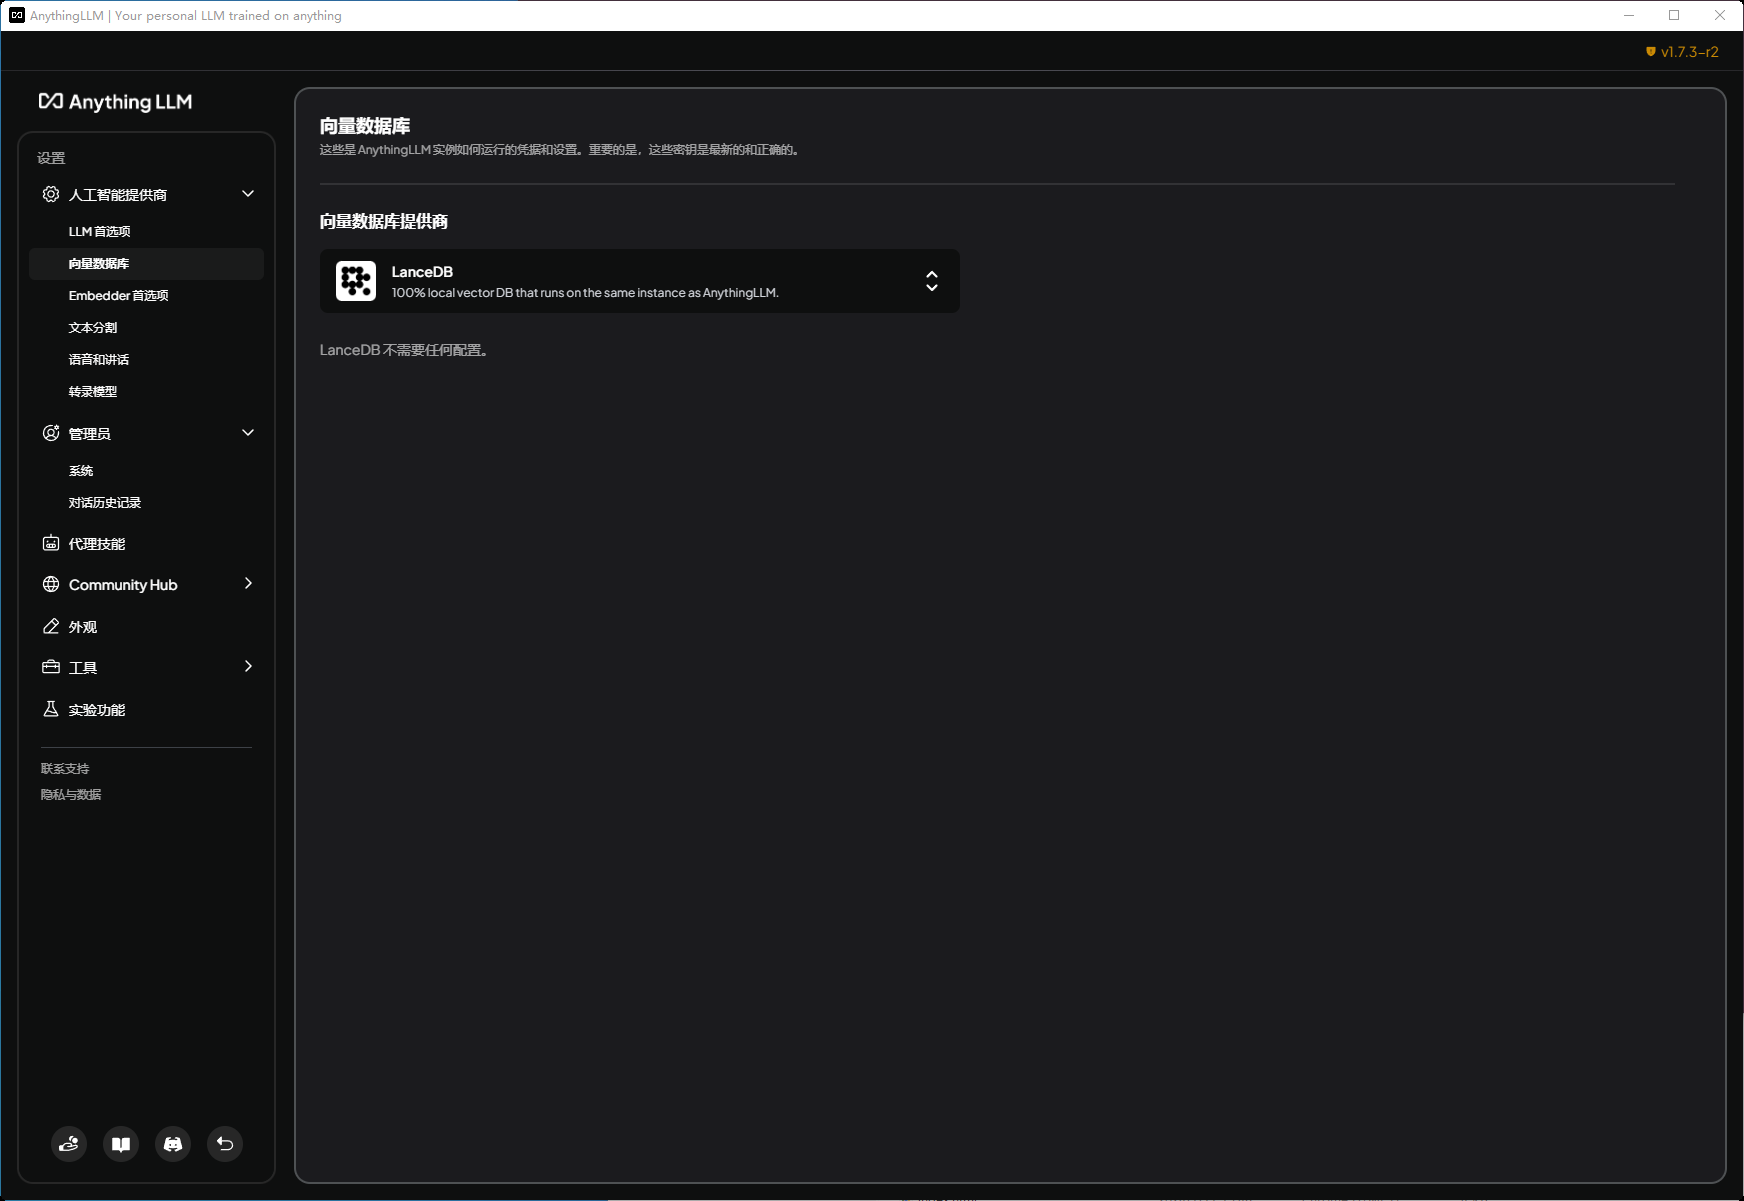 AnythingLLM | Your personal LLM trained on anything
v1.7.3-r2
Anything LLM
设置
人工智能提供商
LLM 首选项
向量数据库
Embedder 首选项
文本分割
语音和讲话
转录模型
管理员
系统
对话历史记录
代理技能
Community Hub
外观
工具
实验功能
联系支持
隐私与数据
向量数据库
这些是 AnythingLLM 实例如何运行的凭据和设置。重要的是，这些密钥是最新的和正确的。
向量数据库提供商
LanceDB
100% local vector DB that runs on the same instance as AnythingLLM.
LanceDB 不需要任何配置。